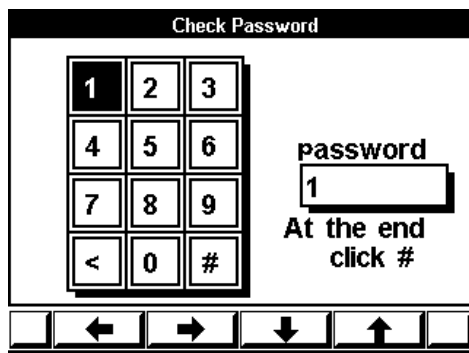 Check Password
1 2 3
4 5 6
7 8 9
< 0 #
password
1
At the end
click #